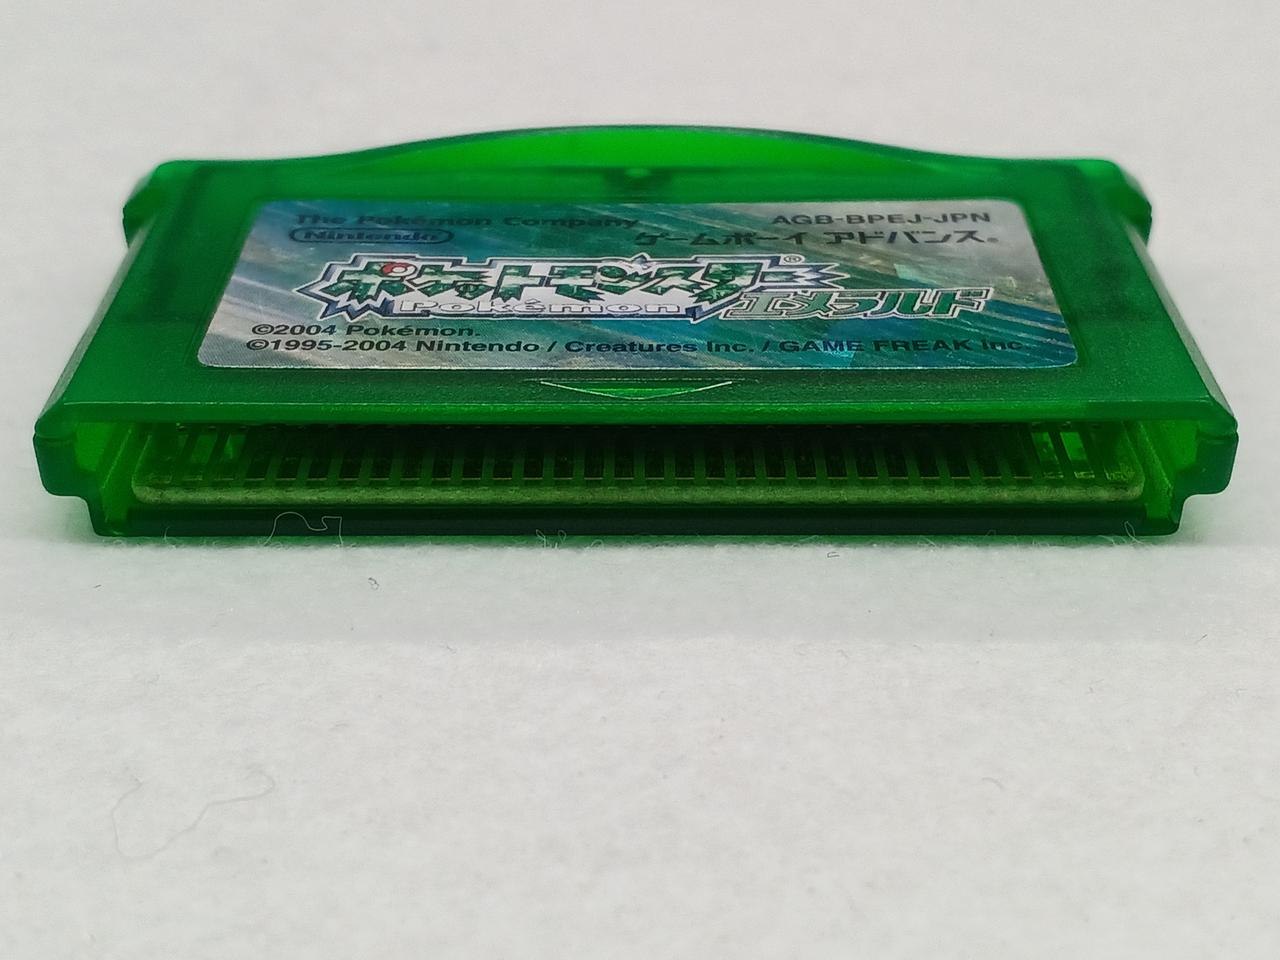 The Pokémon Company
AGB-BPEJ-JPN
Nintendo
ゲームボーイ アドバンス®
ポケットモンスター®
Pokémon エメラルド
©2004 Pokémon.
©1995-2004 Nintendo / Creatures Inc. / GAME FREAK inc.